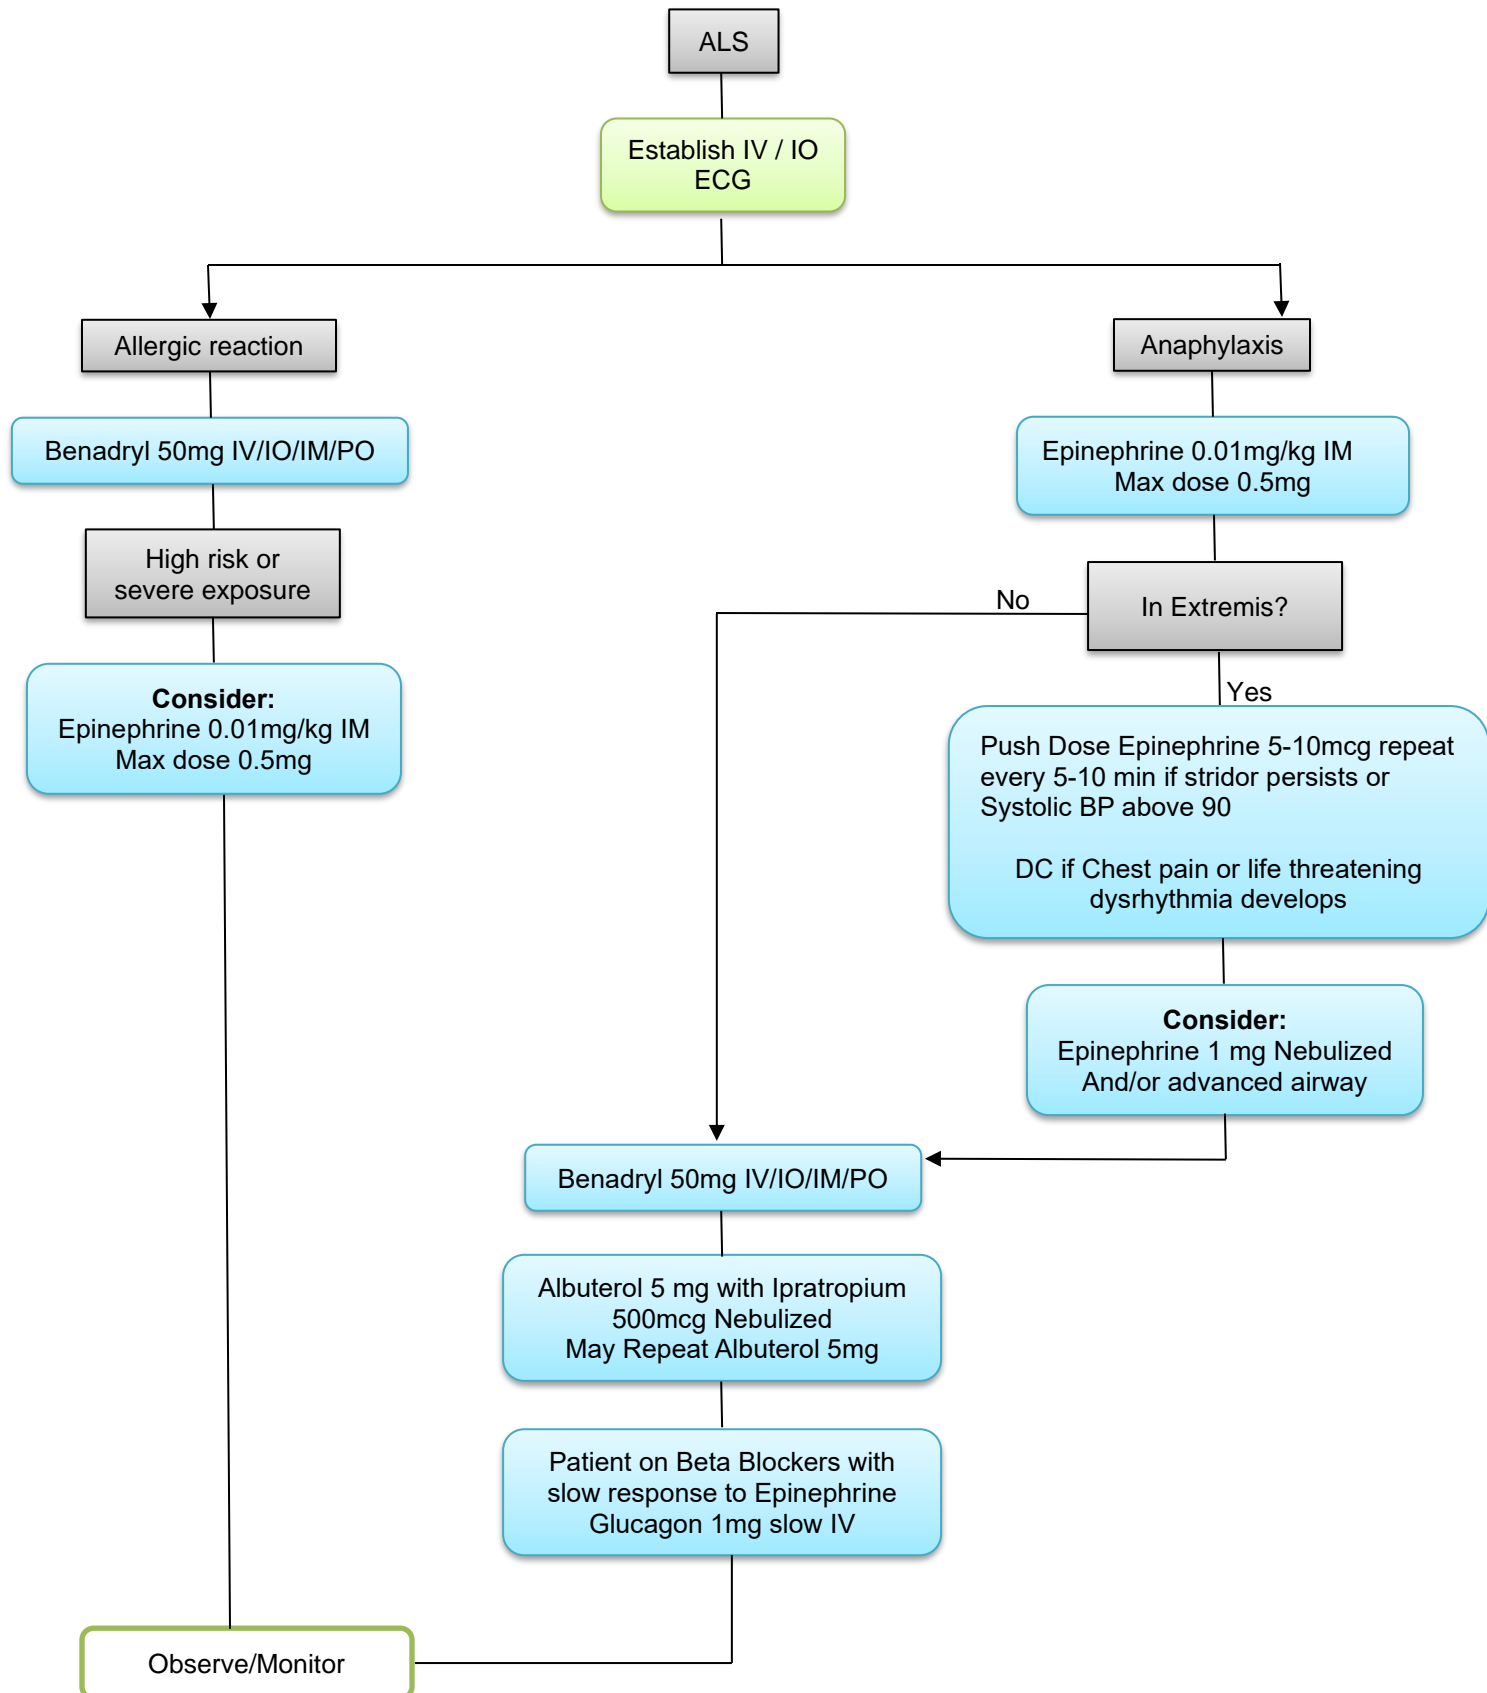 ALS
Establish IV / IO
ECG
Allergic reaction
Benadryl 50mg IV/IO/IM/PO
High risk or
severe exposure
Consider:
Epinephrine 0.01mg/kg IM
Max dose 0.5mg
Anaphylaxis
Epinephrine 0.01mg/kg IM
Max dose 0.5mg
In Extremis?
No
Yes
Push Dose Epinephrine 5-10mcg repeat
every 5-10 min if stridor persists or
Systolic BP above 90
DC if Chest pain or life threatening
dysrhythmia develops
Consider:
Epinephrine 1 mg Nebulized
And/or advanced airway
Benadryl 50mg IV/IO/IM/PO
Albuterol 5 mg with Ipratropium
500mcg Nebulized
May Repeat Albuterol 5mg
Patient on Beta Blockers with
slow response to Epinephrine
Glucagon 1mg slow IV
Observe/Monitor